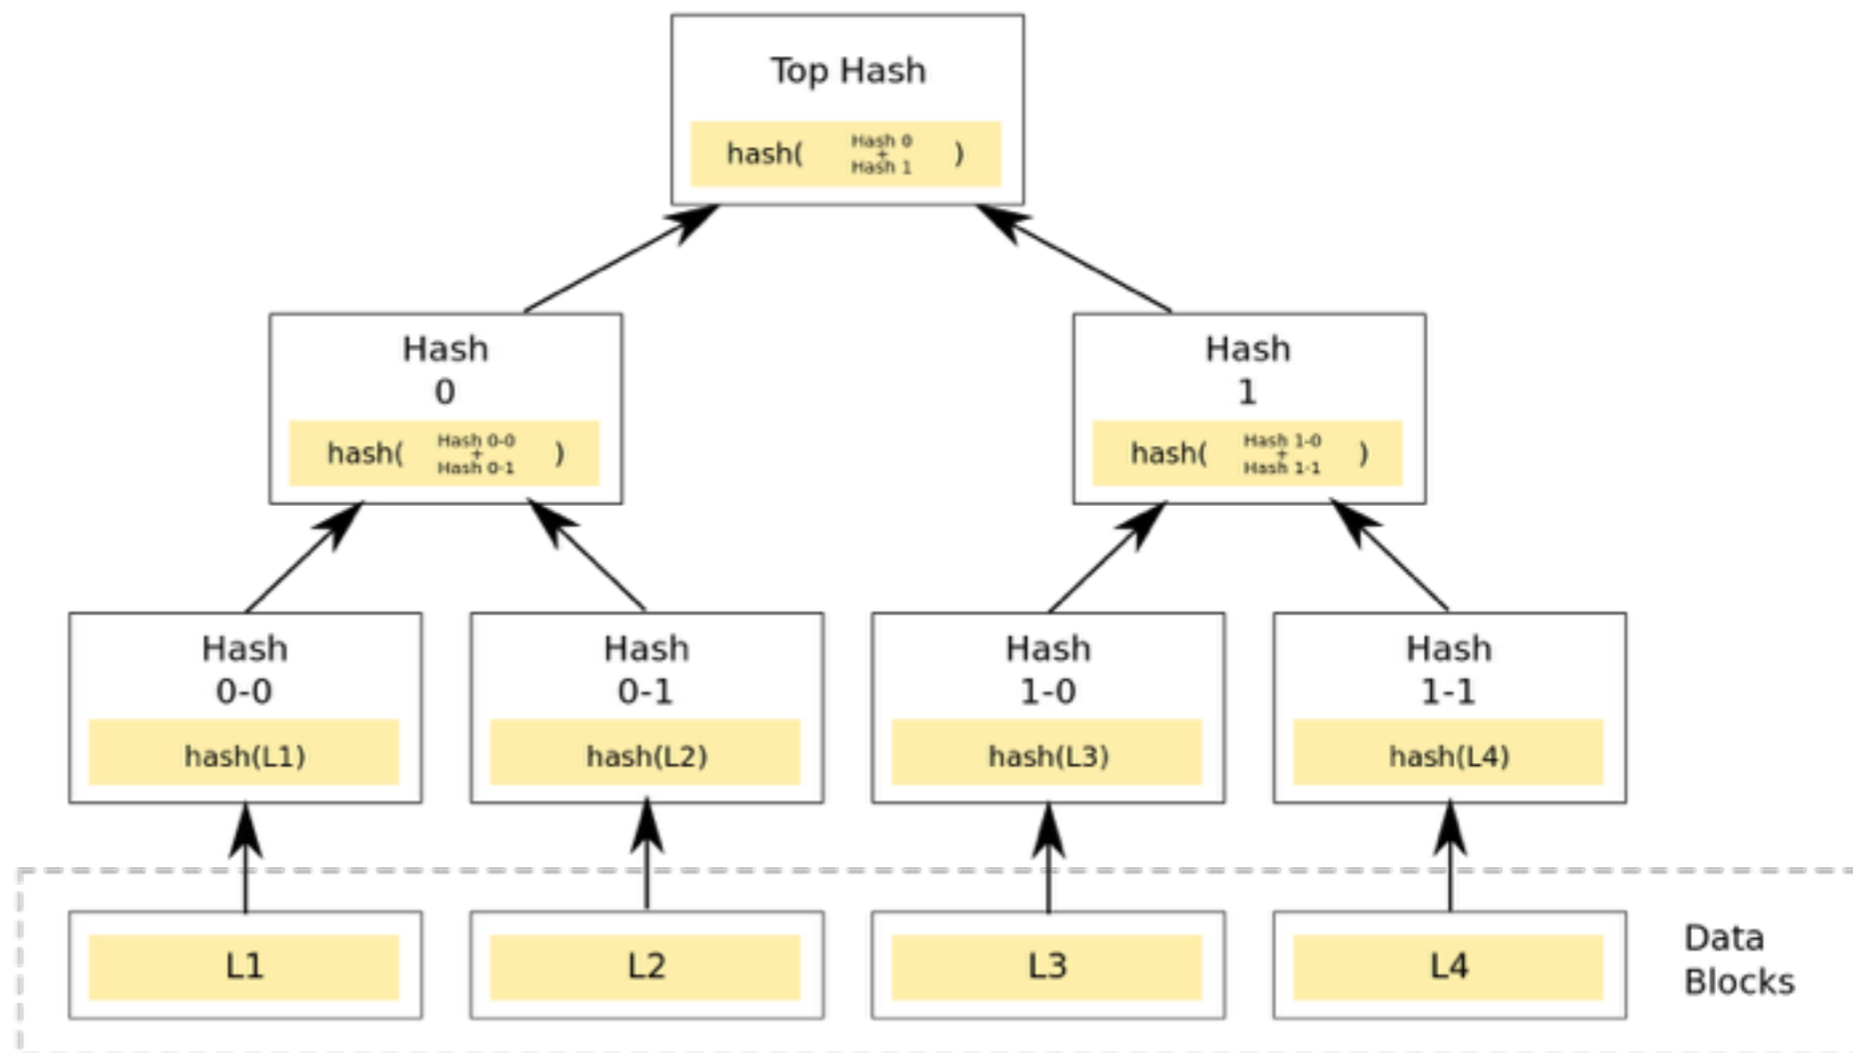 Top Hash
hash( Hash 0 + Hash 1 )
Hash
0
hash( Hash 0-0 + Hash 0-1 )
Hash
1
hash( Hash 1-0 + Hash 1-1 )
Hash
0-0
hash(L1)
Hash
0-1
hash(L2)
Hash
1-0
hash(L3)
Hash
1-1
hash(L4)
L1
L2
L3
L4
Data
Blocks